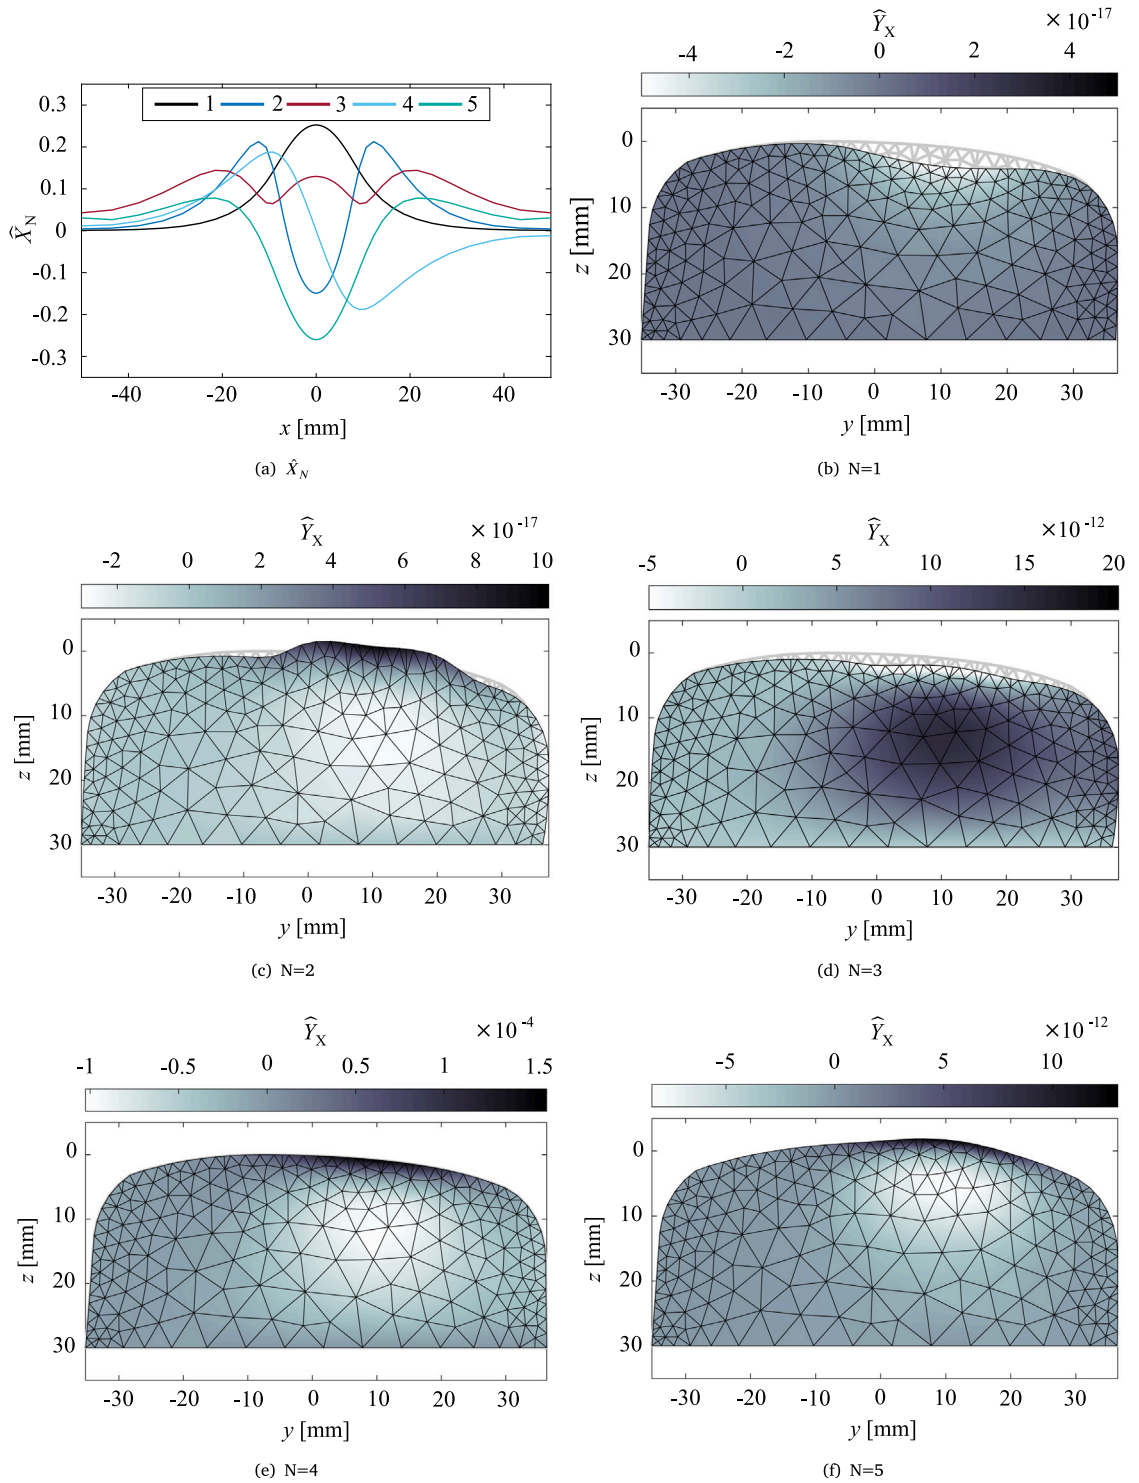 0.3
0.2
0.1
0
-0.1
-0.2
-0.3
X̂_N
1 2 3 4 5
-40 -20 0 20 40
x [mm]
(a) X̂_N
Ŷ_X × 10^-17
-4 -2 0 2 4
0
10
20
30
z [mm]
-30 -20 -10 0 10 20 30
y [mm]
(b) N=1
Ŷ_X × 10^-17
-2 0 2 4 6 8 10
0
10
20
30
z [mm]
-30 -20 -10 0 10 20 30
y [mm]
(c) N=2
Ŷ_X × 10^-12
-5 0 5 10 15 20
0
10
20
30
z [mm]
-30 -20 -10 0 10 20 30
y [mm]
(d) N=3
Ŷ_X × 10^-4
-1 -0.5 0 0.5 1 1.5
0
10
20
30
z [mm]
-30 -20 -10 0 10 20 30
y [mm]
(e) N=4
Ŷ_X × 10^-12
-5 0 5 10
0
10
20
30
z [mm]
-30 -20 -10 0 10 20 30
y [mm]
(f) N=5